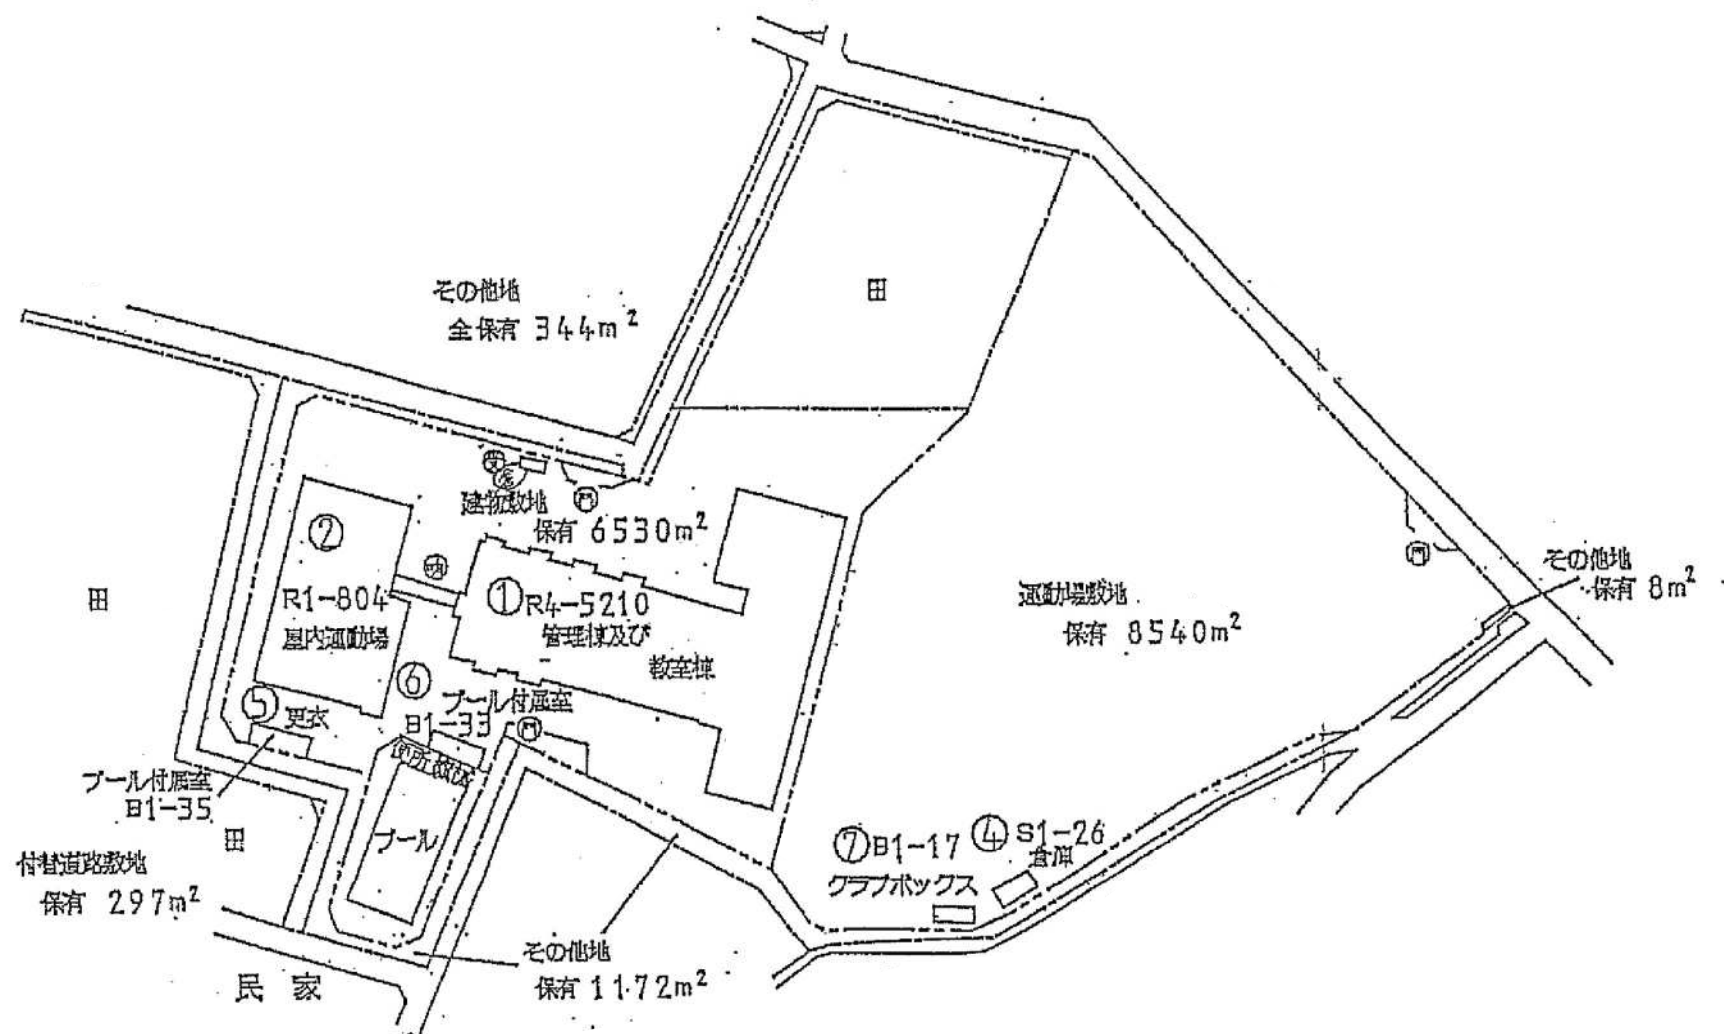 田
その他地
全保有 344m²
受
建物敷地
門
保有 6530m²
②
R1-804
屋内運動場
①R4-5210
管理棟及び
教室棟
田
運動場敷地
保有 8540m²
門
その他地
保有 8m²
⑤
更衣
⑥
プール付属室
B1-33
門
プール付属室
B1-35
田
プール
付替道路敷地
保有 297m²
⑦B1-17
クラブボックス
④ S1-26
倉庫
その他地
保有 1172m²
民 家